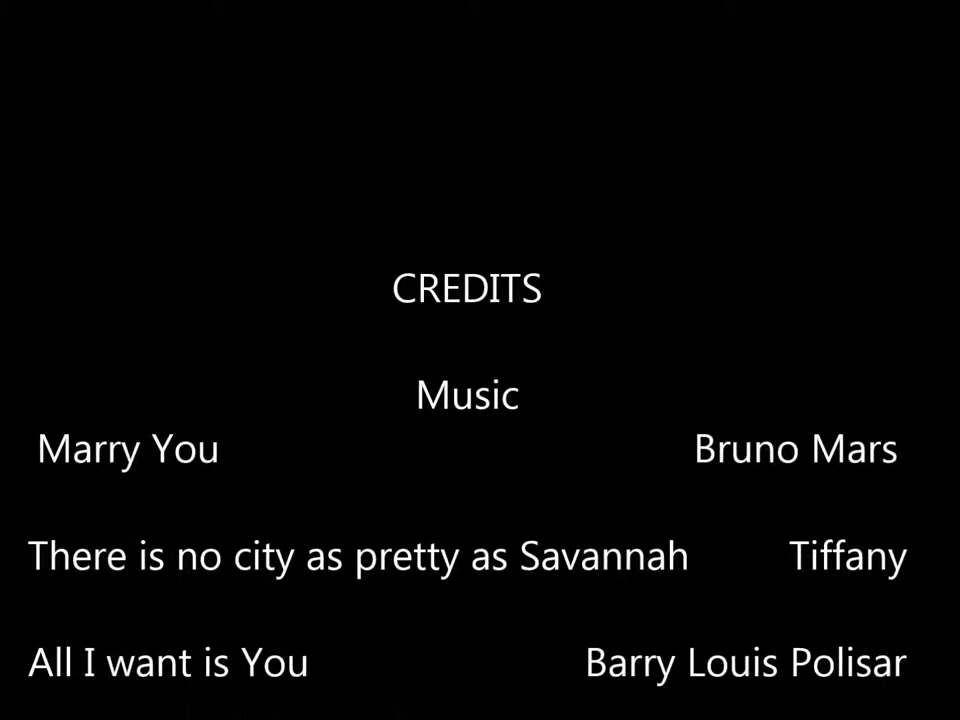 CREDITS
Music
Marry You Bruno Mars
There is no city as pretty as Savannah Tiffany
All I want is You Barry Louis Polisar